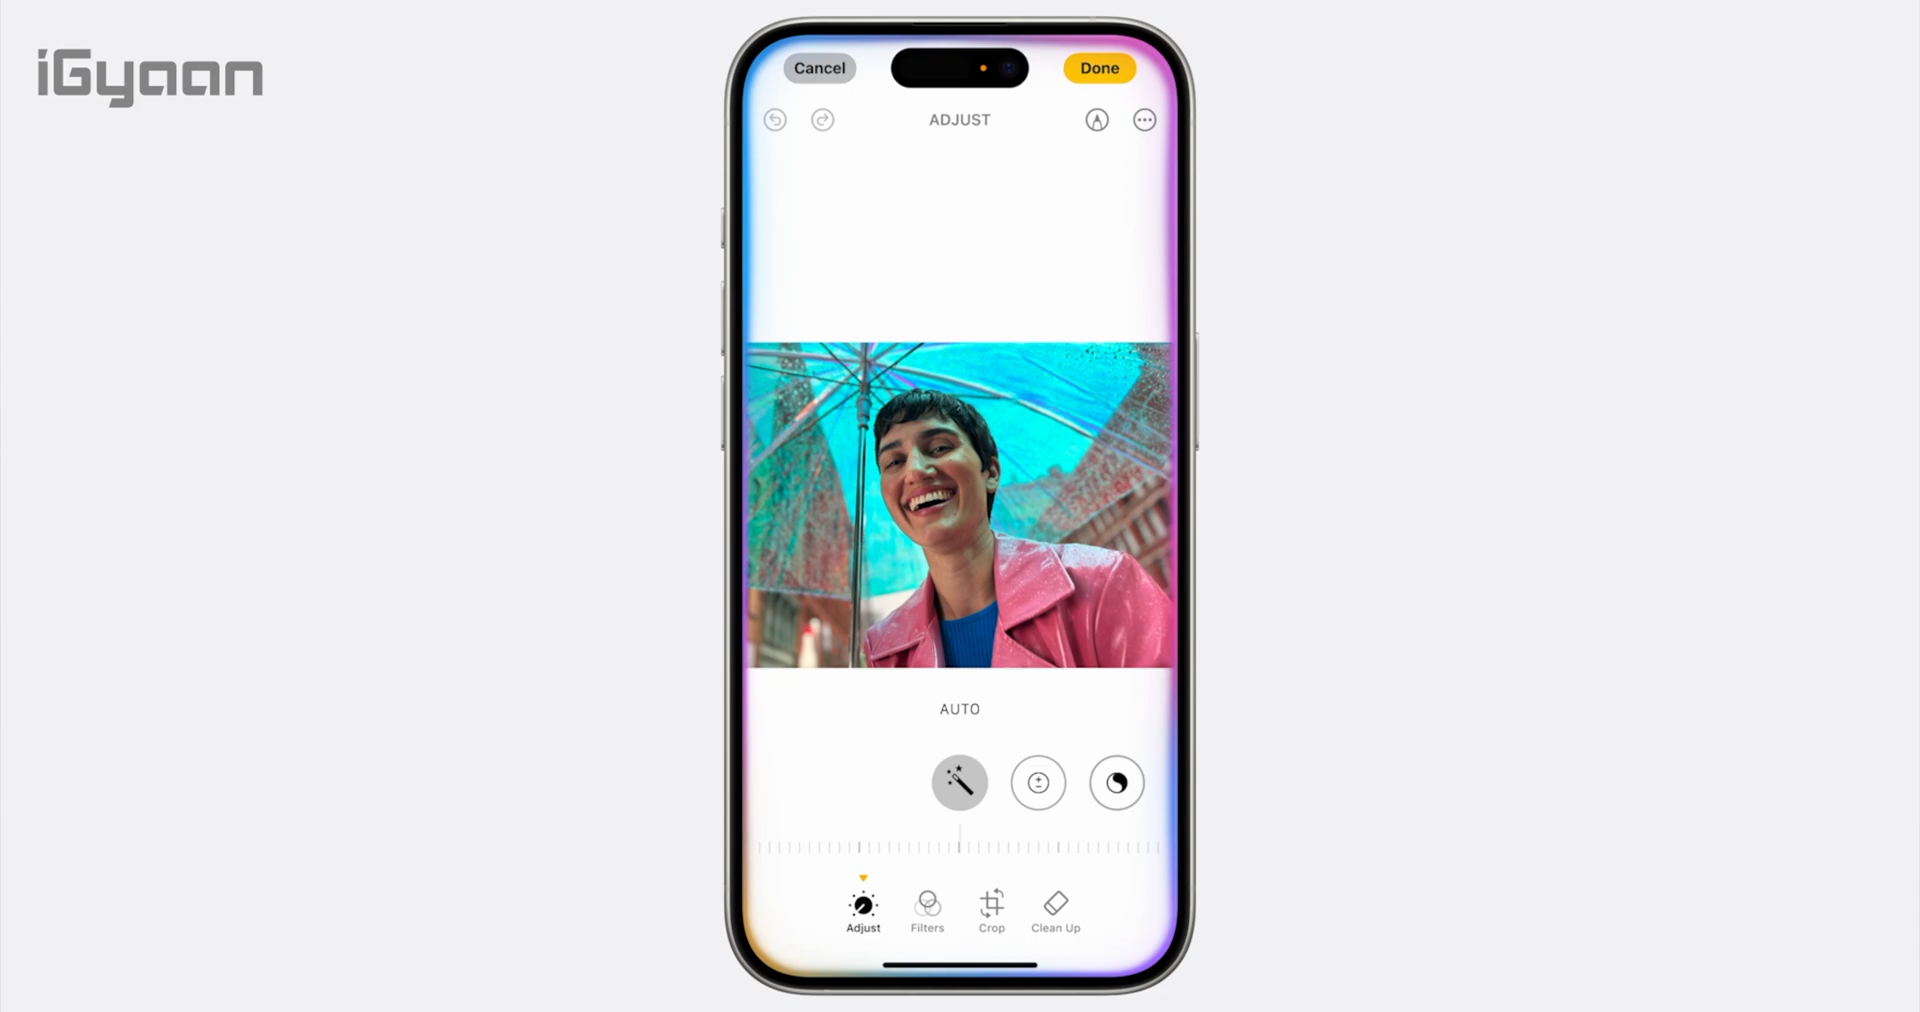 iGyaan
Cancel
Done
ADJUST
AUTO
Adjust
Filters
Crop
Clean Up